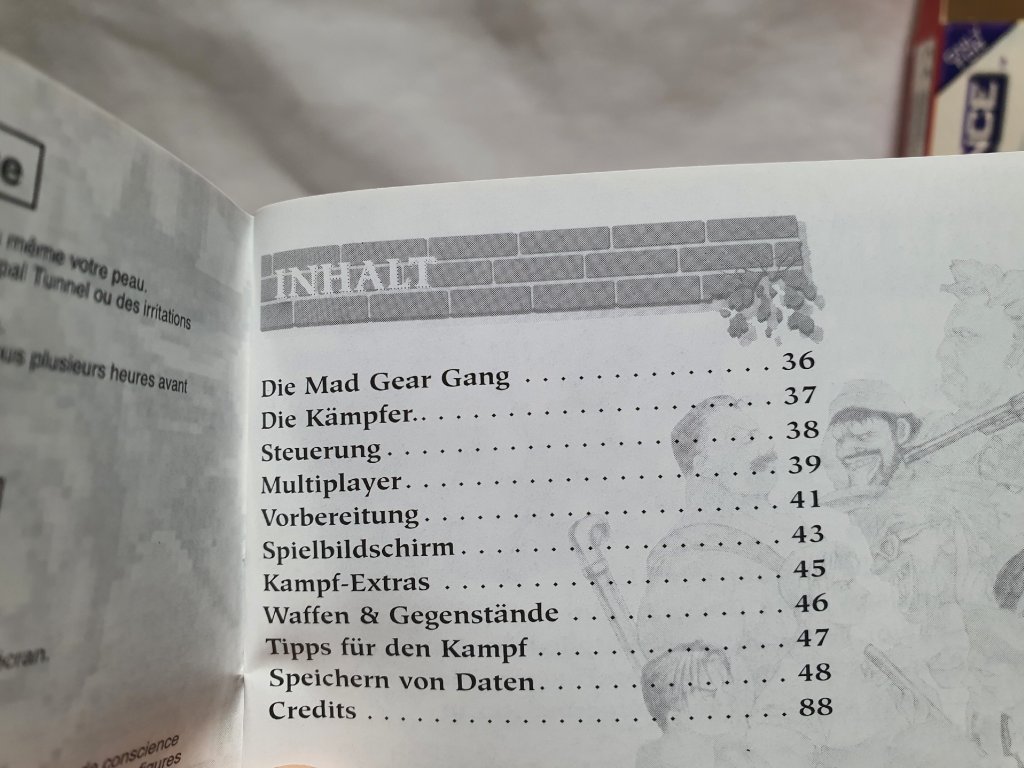 même votre peau.
Tunnel ou des irritations
plusieurs heures avant
conscience
INHALT
Die Mad Gear Gang . . . . . . . . . . . . . . . 36
Die Kämpfer. . . . . . . . . . . . . . . . . . . . . . 37
Steuerung . . . . . . . . . . . . . . . . . . . . . . . 38
Multiplayer. . . . . . . . . . . . . . . . . . . . . . 39
Vorbereitung . . . . . . . . . . . . . . . . . . . . . 41
Spielbildschirm . . . . . . . . . . . . . . . . . . . 43
Kampf-Extras . . . . . . . . . . . . . . . . . . . . 45
Waffen & Gegenstände . . . . . . . . . . . . . 46
Tipps für den Kampf . . . . . . . . . . . . . . . 47
Speichern von Daten. . . . . . . . . . . . . . . 48
Credits . . . . . . . . . . . . . . . . . . . . . . . . . 88